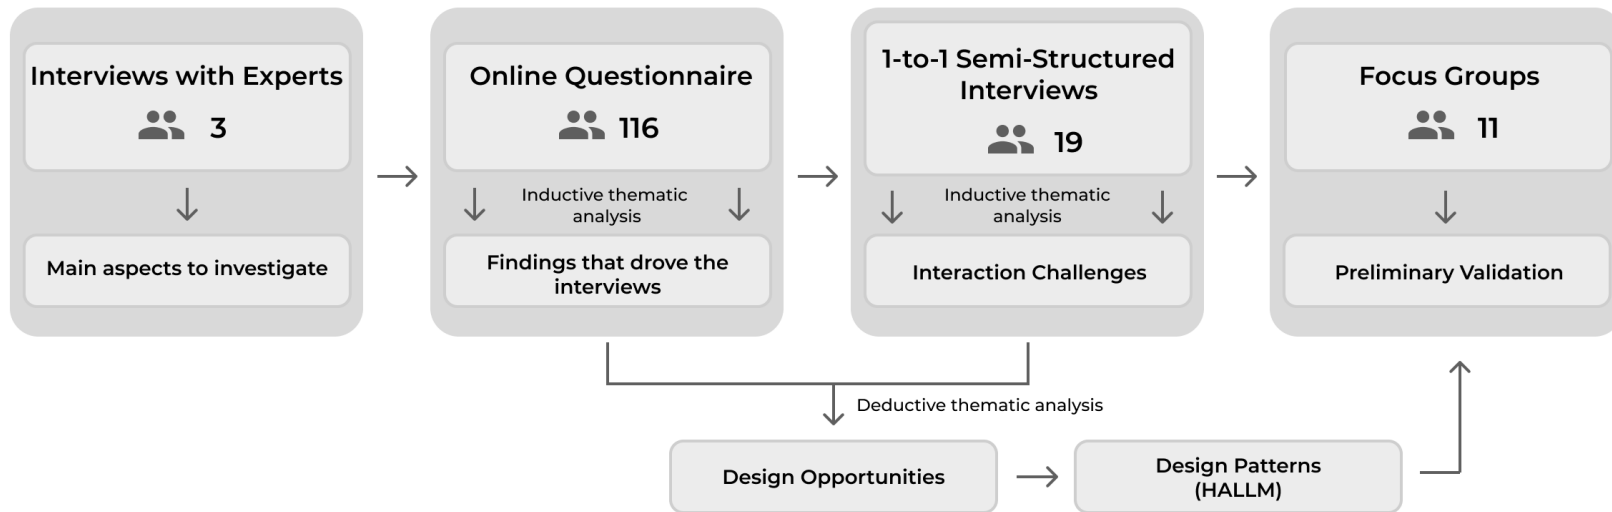 Interviews with Experts
3
Main aspects to investigate
Online Questionnaire
116
Inductive thematic
analysis
Findings that drove the
interviews
1-to-1 Semi-Structured
Interviews
19
Inductive thematic
analysis
Interaction Challenges
Focus Groups
11
Preliminary Validation
Deductive thematic analysis
Design Opportunities
Design Patterns
(HALLM)